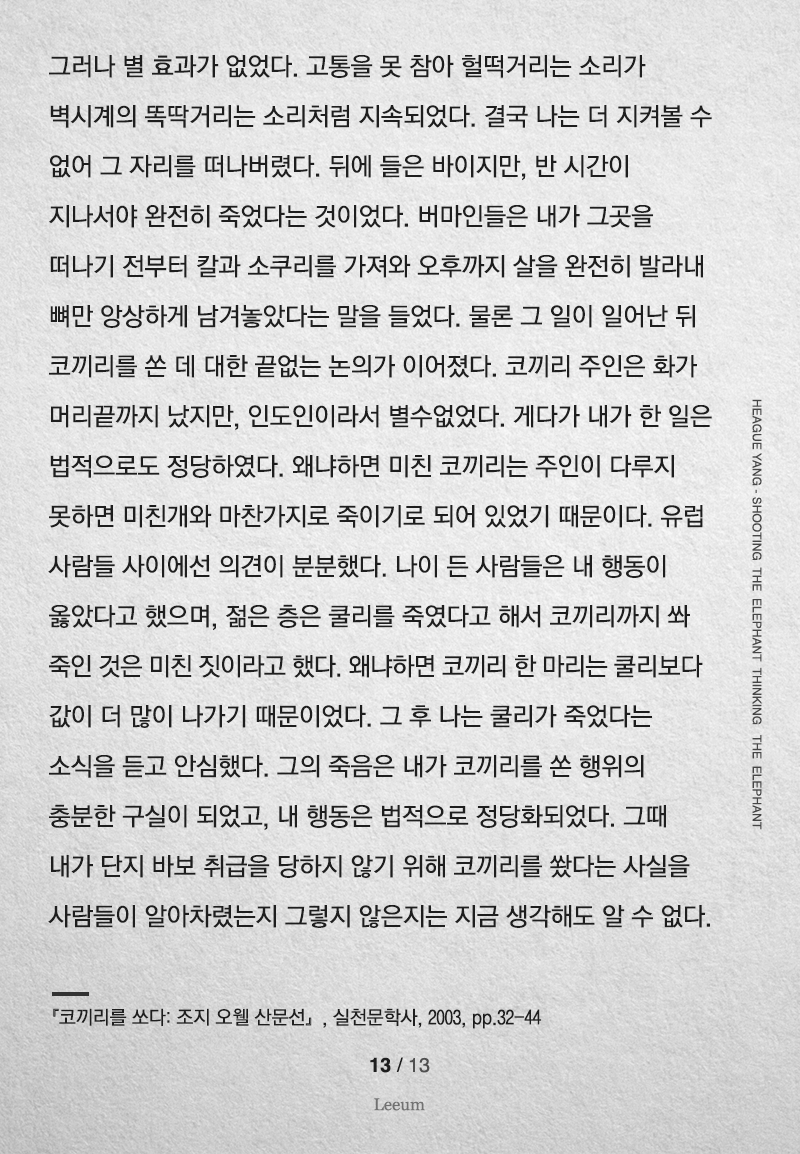 그러나 별 효과가 없었다. 고통을 못 참아 헐떡거리는 소리가
벽시계의 똑딱거리는 소리처럼 지속되었다. 결국 나는 더 지켜볼 수
없어 그 자리를 떠나버렸다. 뒤에 들은 바이지만, 반 시간이
지나서야 완전히 죽었다는 것이었다. 버마인들은 내가 그곳을
떠나기 전부터 칼과 소쿠리를 가져와 오후까지 살을 완전히 발라내
뼈만 앙상하게 남겨놓았다는 말을 들었다. 물론 그 일이 일어난 뒤
코끼리를 쏜 데 대한 끝없는 논의가 이어졌다. 코끼리 주인은 화가
머리끝까지 났지만, 인도인이라서 별수없었다. 게다가 내가 한 일은
법적으로도 정당하였다. 왜냐하면 미친 코끼리는 주인이 다루지
못하면 미친개와 마찬가지로 죽이기로 되어 있었기 때문이다. 유럽
사람들 사이에선 의견이 분분했다. 나이 든 사람들은 내 행동이
옳았다고 했으며, 젊은 층은 쿨리를 죽였다고 해서 코끼리까지 쏴
죽인 것은 미친 짓이라고 했다. 왜냐하면 코끼리 한 마리는 쿨리보다
값이 더 많이 나가기 때문이었다. 그 후 나는 쿨리가 죽었다는
소식을 듣고 안심했다. 그의 죽음은 내가 코끼리를 쏜 행위의
충분한 구실이 되었고, 내 행동은 법적으로 정당화되었다. 그때
내가 단지 바보 취급을 당하지 않기 위해 코끼리를 쐈다는 사실을
사람들이 알아차렸는지 그렇지 않은지는 지금 생각해도 알 수 없다.
HEAGUE YANG - SHOOTING THE ELEPHANT THINKING THE ELEPHANT
『코끼리를 쏘다: 조지 오웰 산문선』, 실천문학사, 2003, pp.32-44
13 / 13
Leeum